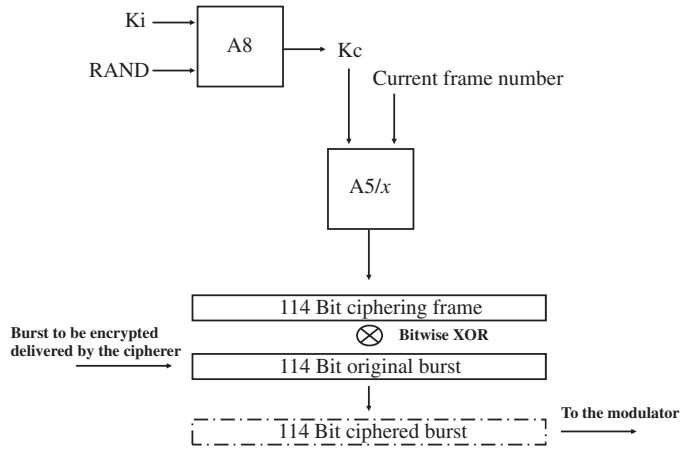 Ki
A8
Kc
RAND
Current frame number
A5/x
114 Bit ciphering frame
Burst to be encrypted
delivered by the cipherer
Bitwise XOR
114 Bit original burst
To the modulator
114 Bit ciphered burst